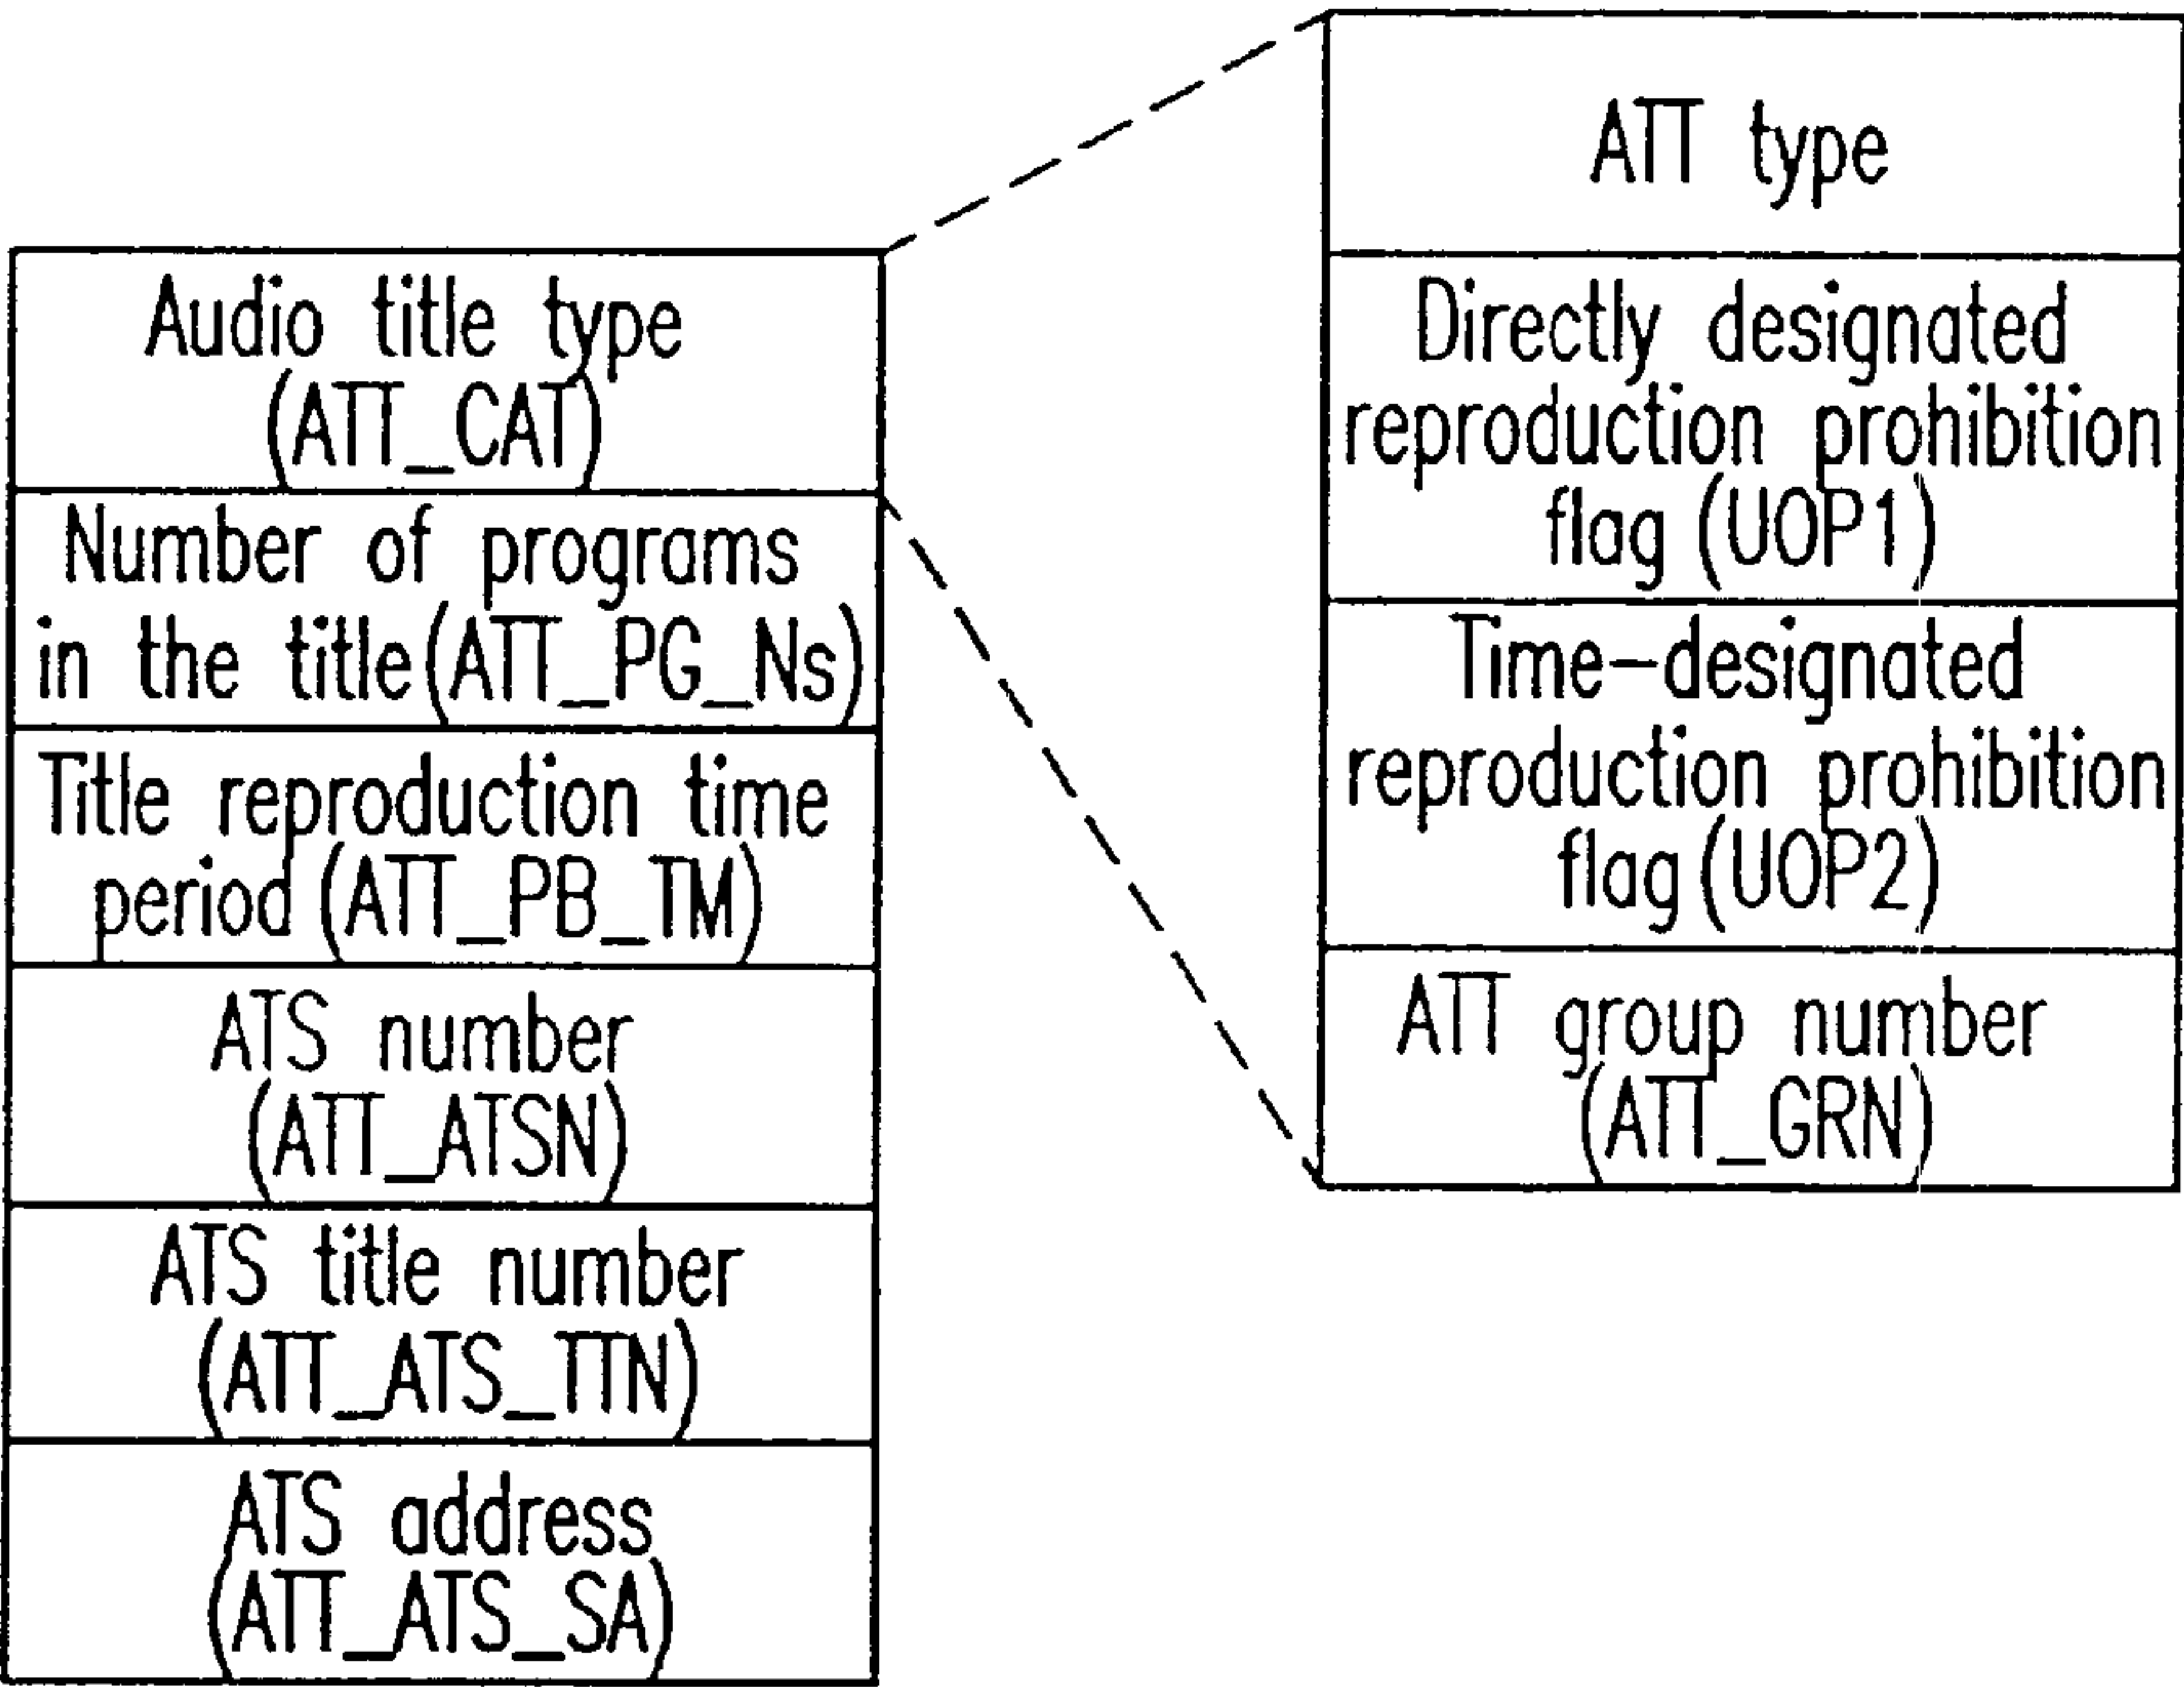 Audio title type
(ATT_CAT)
Number of programs
in the title(ATT_PG_Ns)
Title reproduction time
period(ATT_PB_TM)
ATS number
(ATT_ATSN)
ATS title number
(ATT_ATS_TTN)
ATS address
(ATT_ATS_SA)
ATT type
Directly designated
reproduction prohibition
flag (UOP1)
Time-designated
reproduction prohibition
flag (UOP2)
ATT group number
(ATT_GRN)